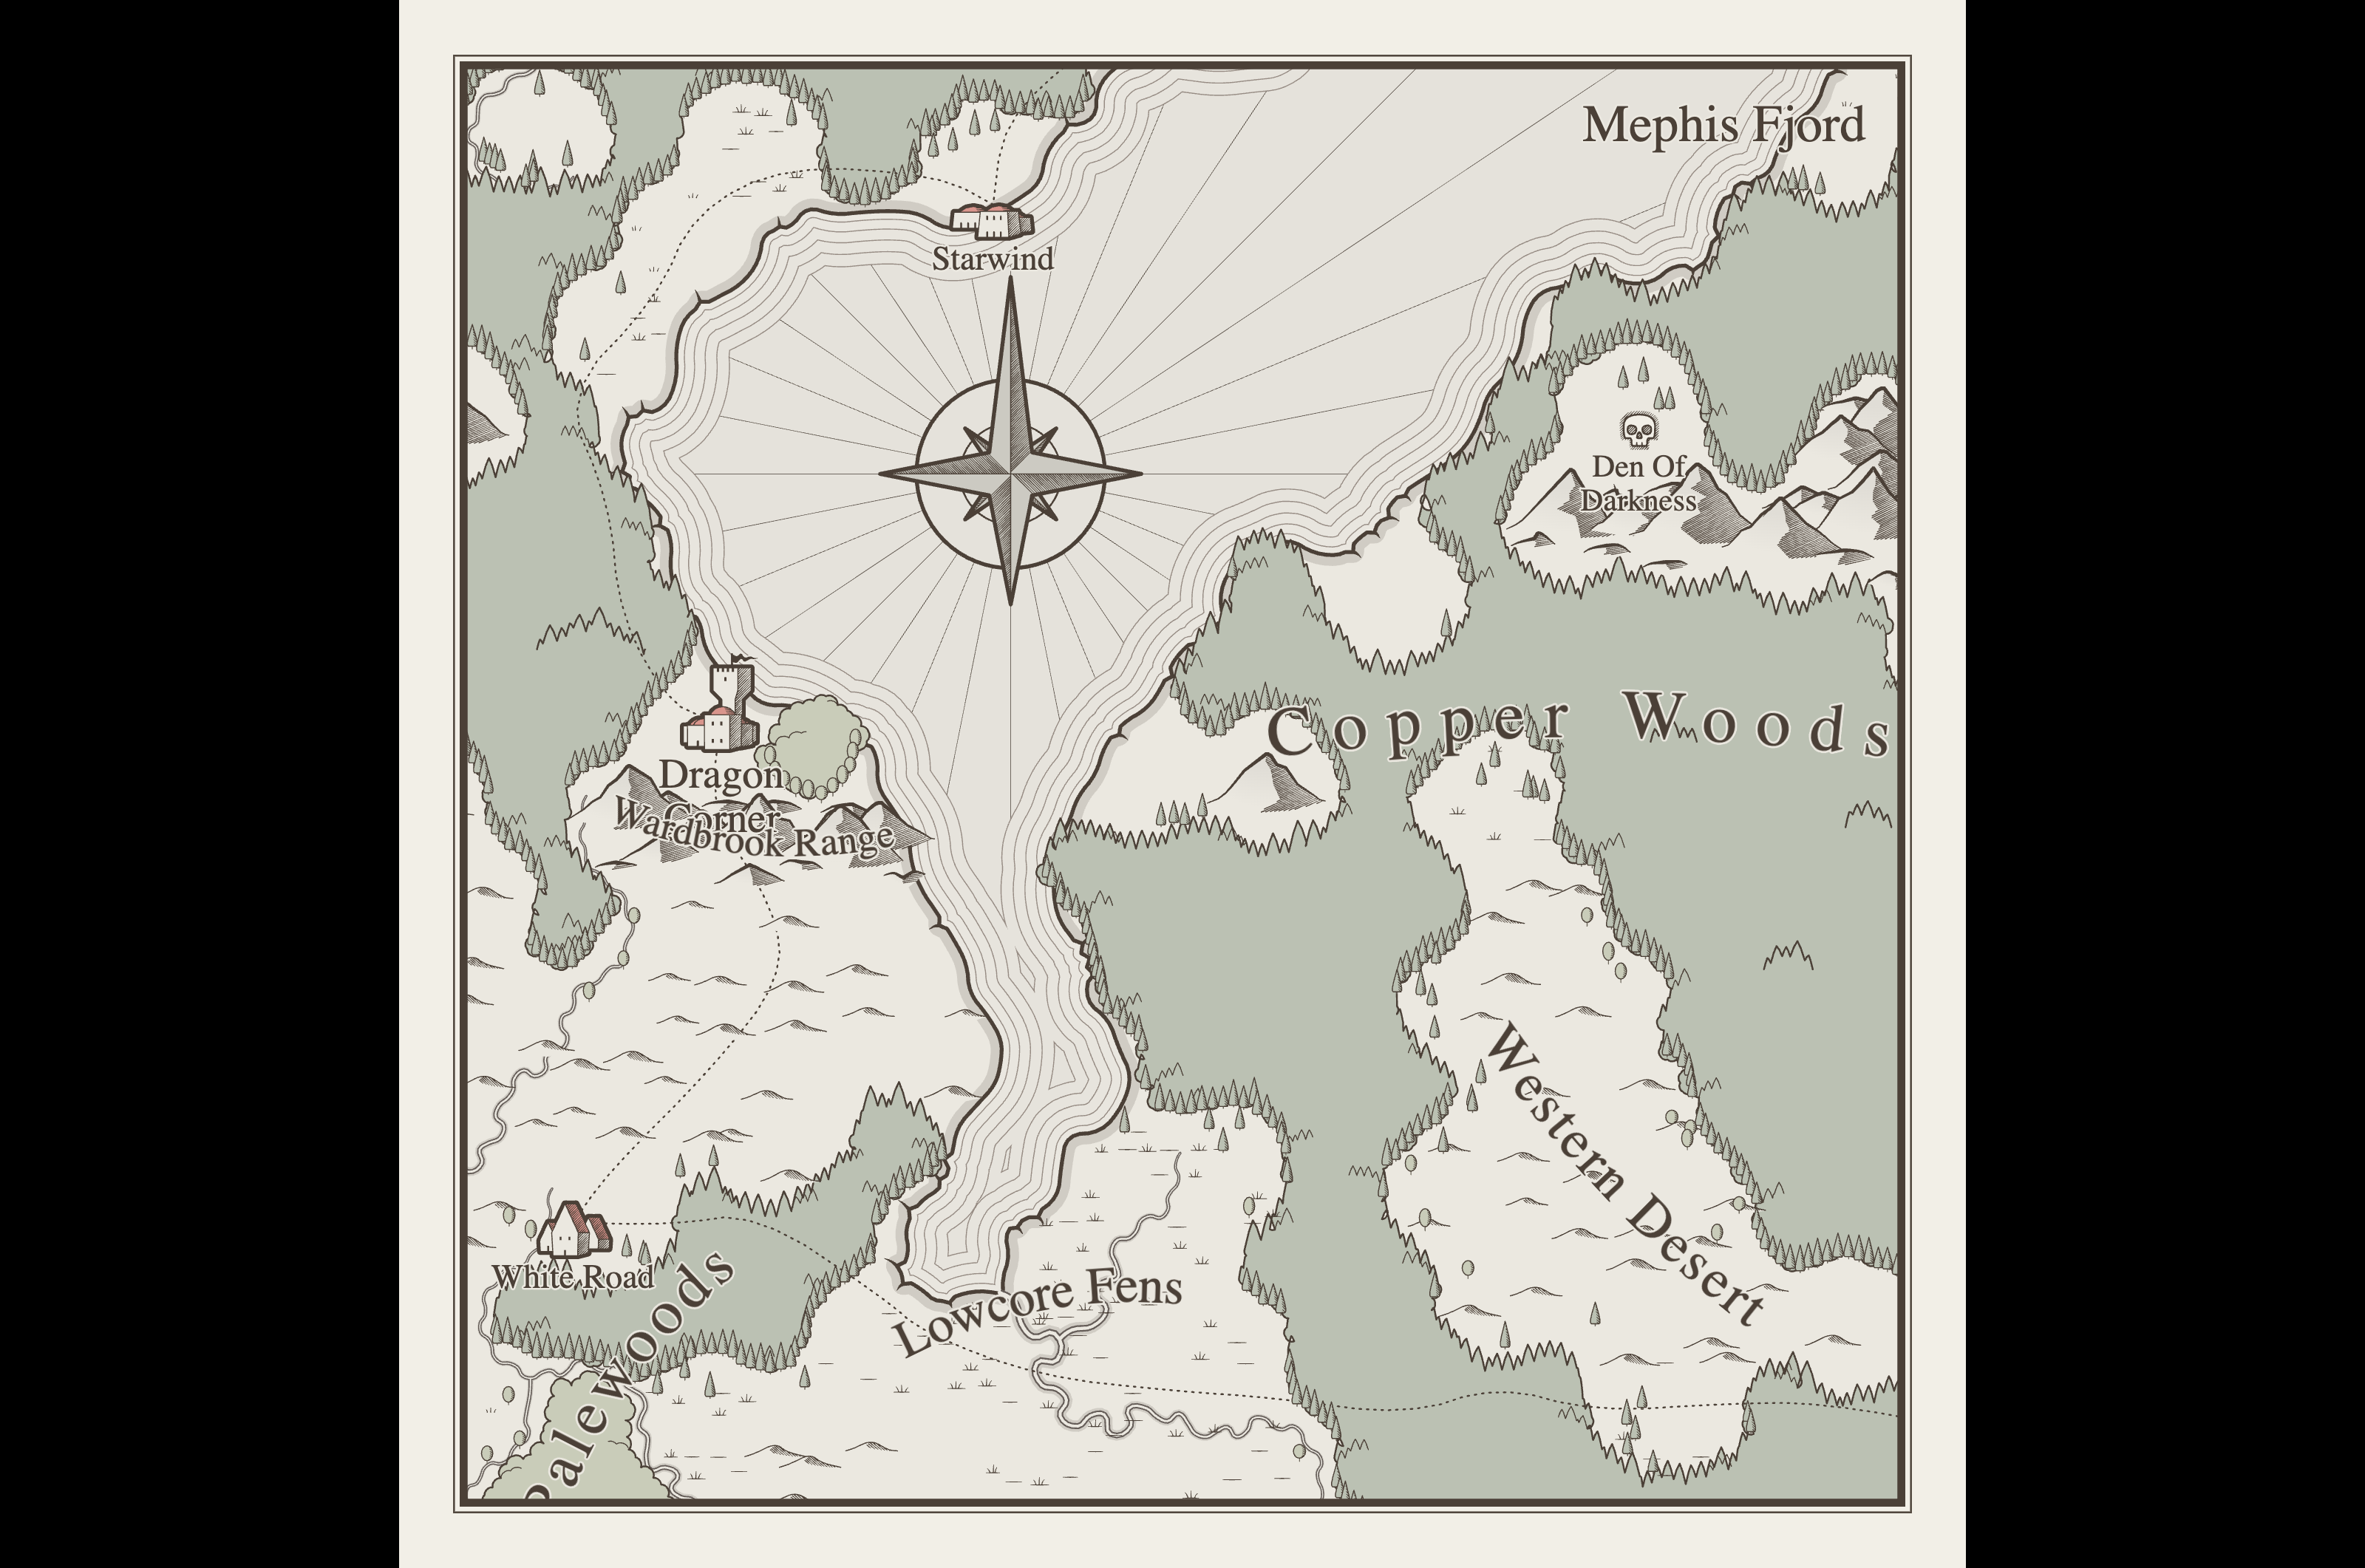 Mephis Fjord
Starwind
Den Of
Darkness
Copper Woods
Dragon
Corner
Wardbrook Range
Western Desert
White Road
Lowcore Fens
Palewoods